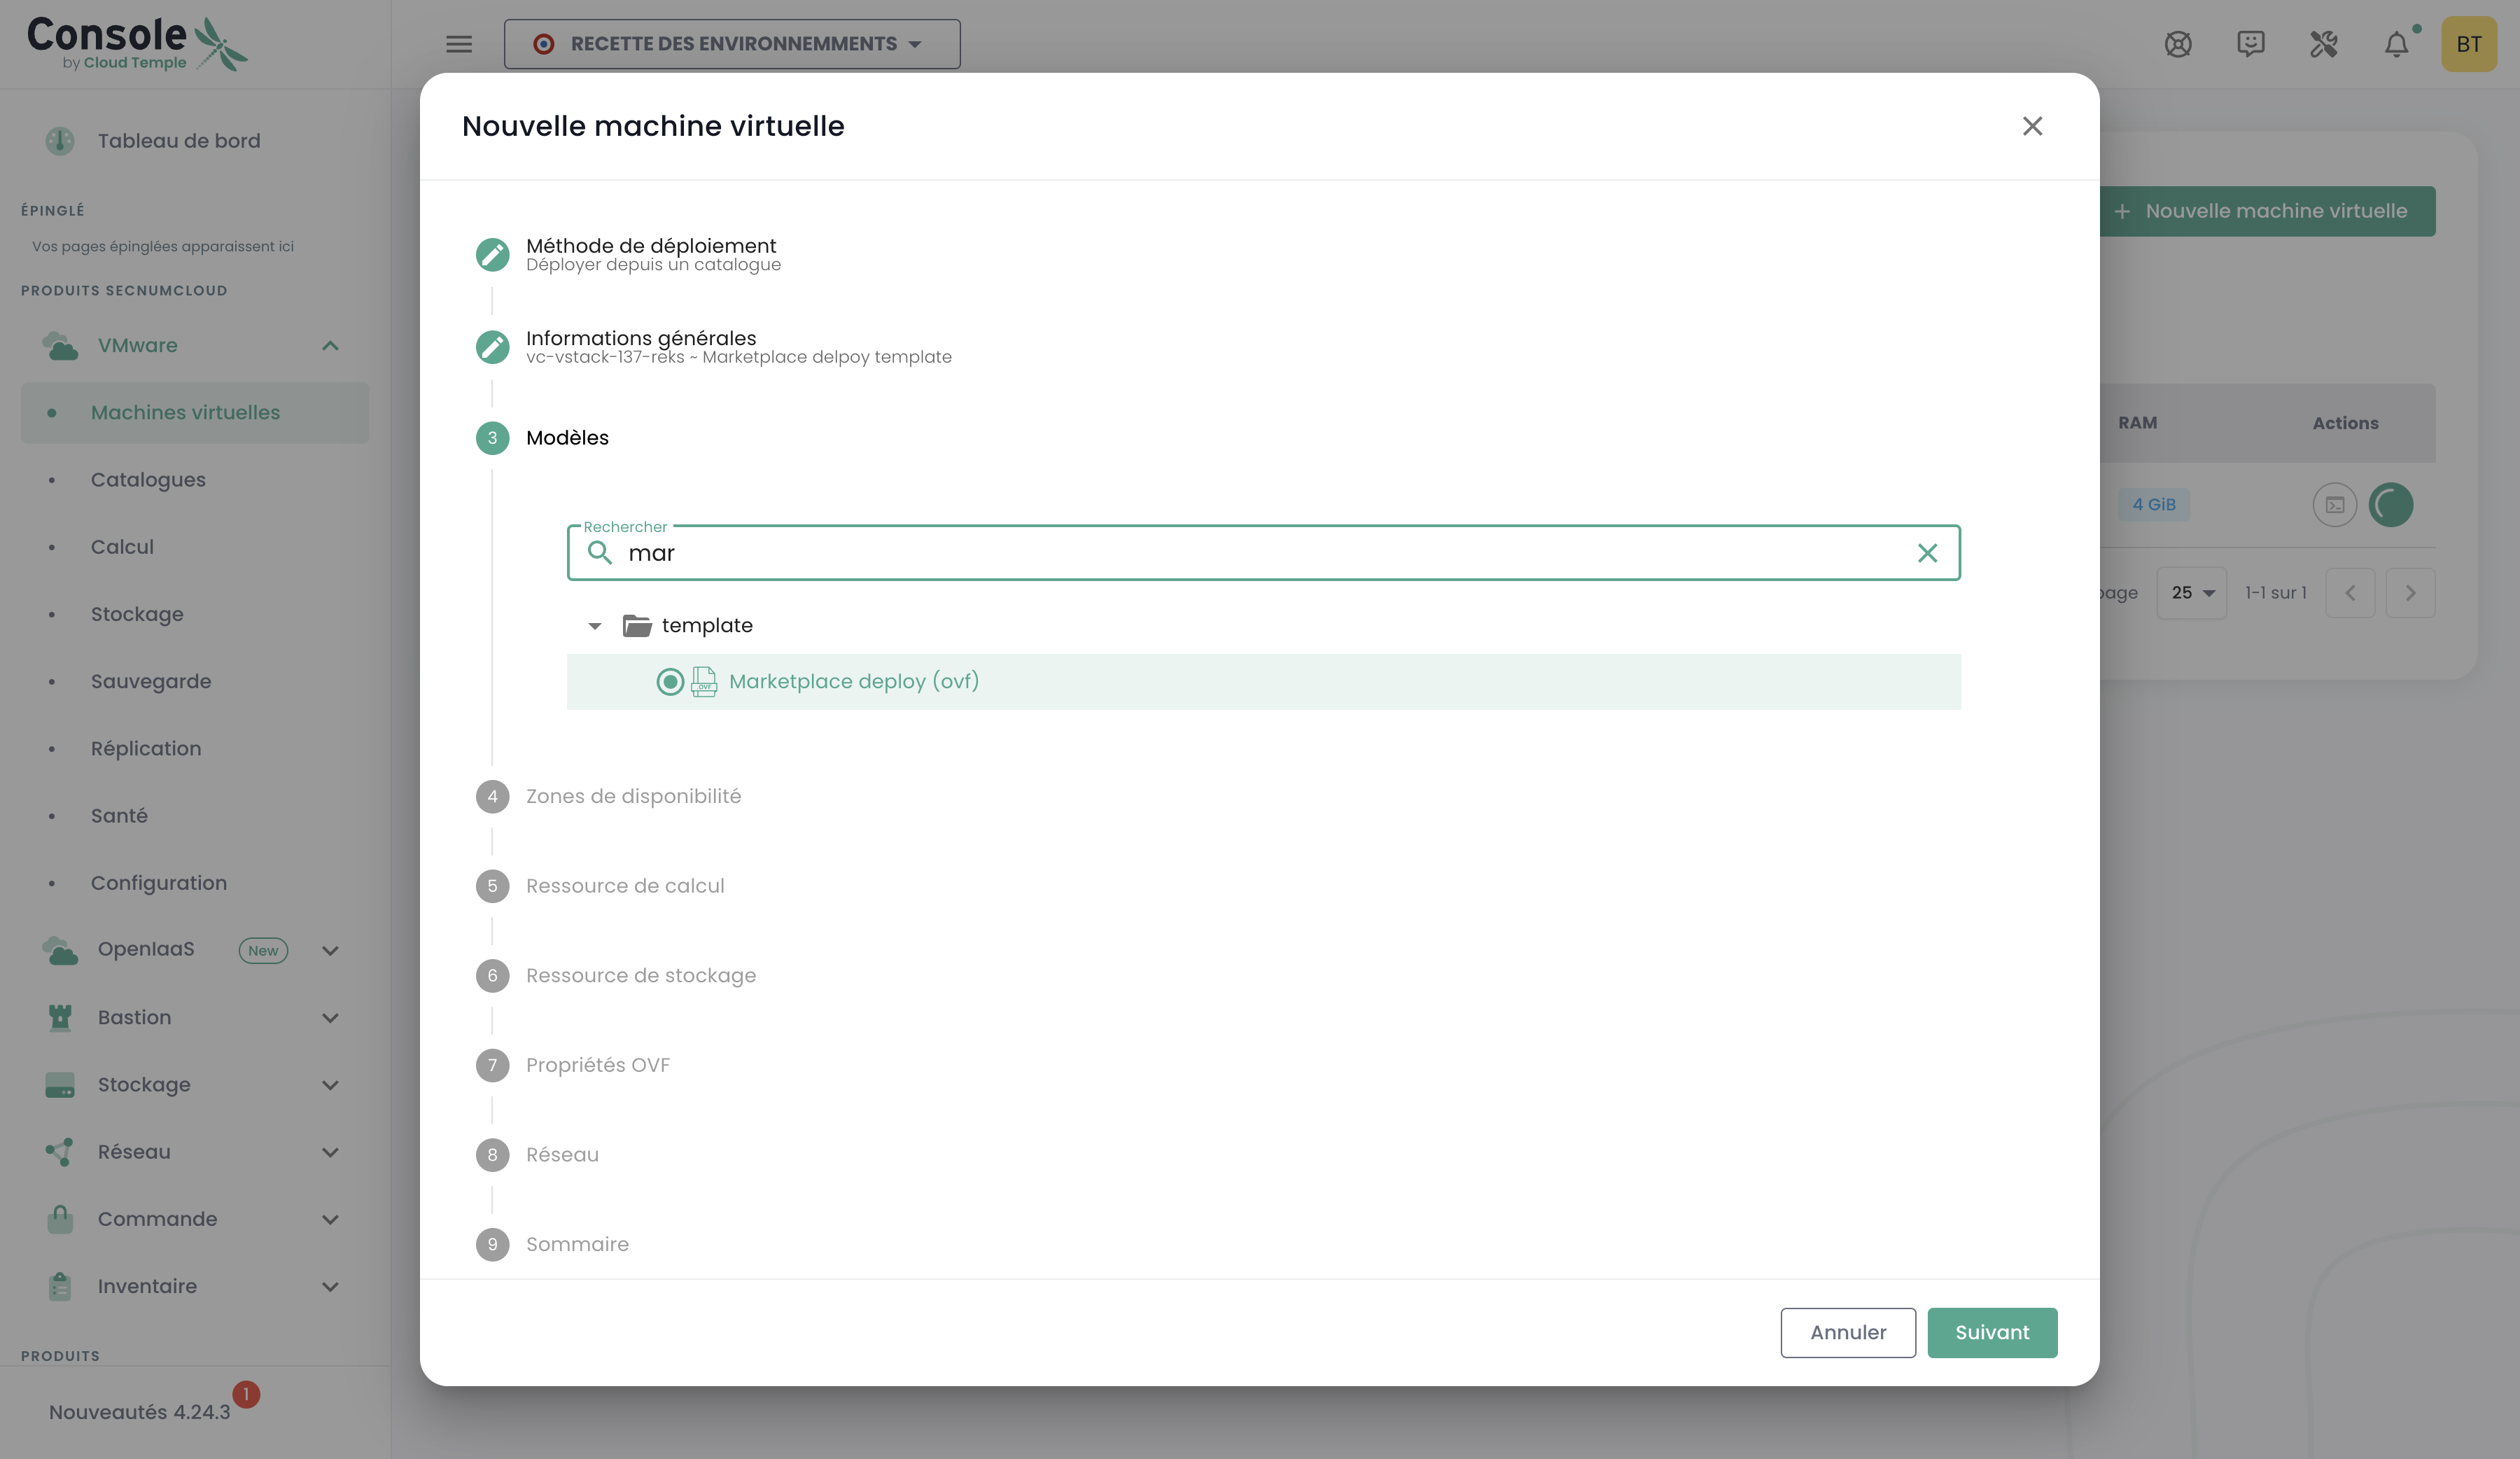 Console
by Cloud Temple
RECETTE DES ENVIRONNEMMENTS
BT
Tableau de bord
ÉPINGLÉ
Vos pages épinglées apparaissent ici
PRODUITS SECNUMCLOUD
VMware
Machines virtuelles
Catalogues
Calcul
Stockage
Sauvegarde
Réplication
Santé
Configuration
OpenIaaS New
Bastion
Stockage
Réseau
Commande
Inventaire
PRODUITS
Nouveautés 4.24.3
1
Nouvelle machine virtuelle
Méthode de déploiement
Déployer depuis un catalogue
Informations générales
vc-vstack-137-reks ~ Marketplace delpoy template
3 Modèles
Rechercher
mar
template
OVF Marketplace deploy (ovf)
4 Zones de disponibilité
5 Ressource de calcul
6 Ressource de stockage
7 Propriétés OVF
8 Réseau
9 Sommaire
Annuler Suivant
+ Nouvelle machine virtuelle
RAM Actions
4 GiB
25 1-1 sur 1